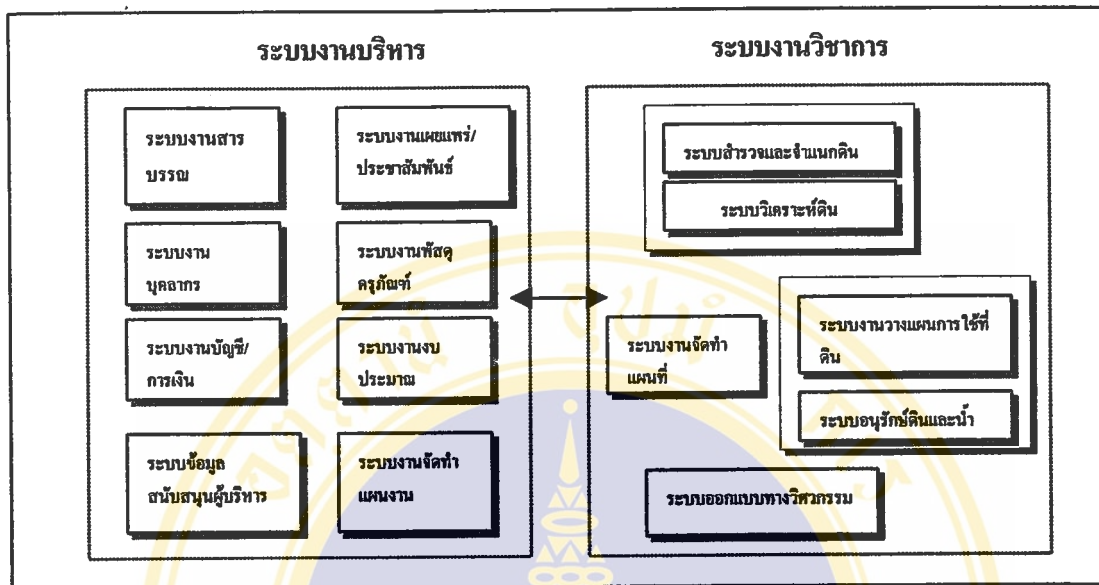 ระบบงานบริหาร
ระบบงานสาร
บรรณ
ระบบงานเผยแพร่/
ประชาสัมพันธ์
ระบบงาน
บุคลากร
ระบบงานพัสดุ
ครุภัณฑ์
ระบบงานบัญชี/
การเงิน
ระบบงานงบ
ประมาณ
ระบบข้อมูล
สนับสนุนผู้บริหาร
ระบบงานจัดทำ
แผนงาน
ระบบงานวิชาการ
ระบบสำรวจและจำแนกดิน
ระบบวิเคราะห์ดิน
ระบบงานจัดทำ
แผนที่
ระบบงานวางแผนการใช้ที่
ดิน
ระบบอนุรักษ์ดินและน้ำ
ระบบออกแบบทางวิศวกรรม